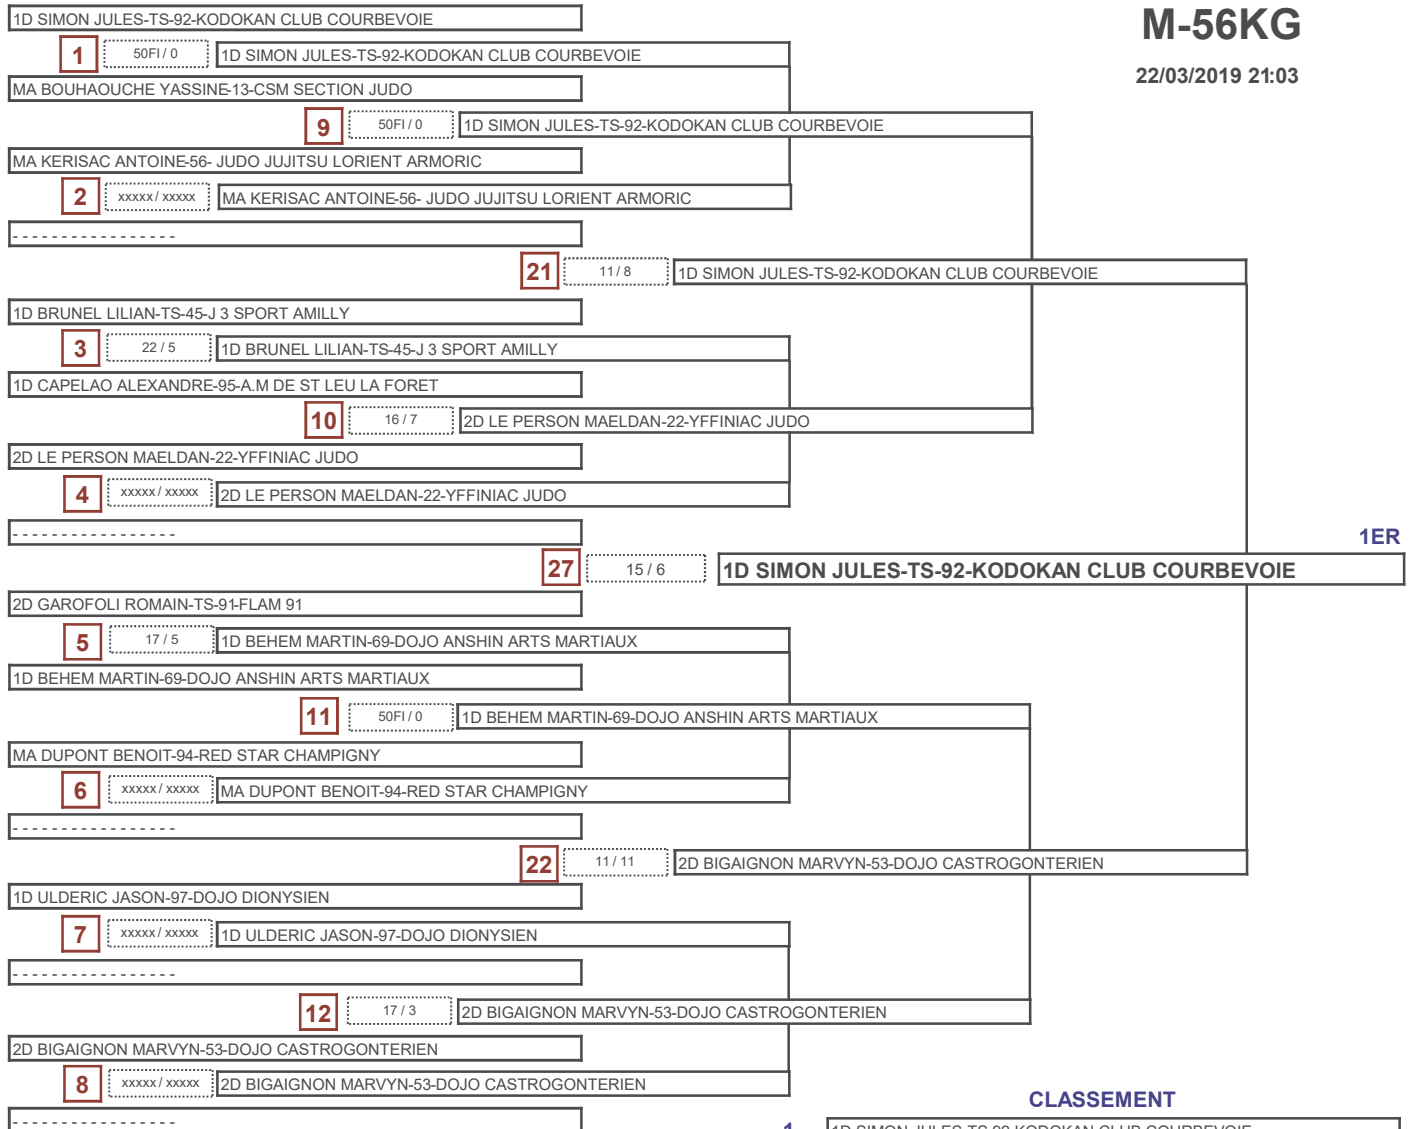 1D SIMON JULES-TS-92-KODOKAN CLUB COURBEVOIE
M-56KG
1 50FI / 0 1D SIMON JULES-TS-92-KODOKAN CLUB COURBEVOIE
22/03/2019 21:03
MA BOUHAOUCHE YASSINE-13-CSM SECTION JUDO
9 50FI / 0 1D SIMON JULES-TS-92-KODOKAN CLUB COURBEVOIE
MA KERISAC ANTOINE-56- JUDO JUJITSU LORIENT ARMORIC
2 xxxxx / xxxxx MA KERISAC ANTOINE-56- JUDO JUJITSU LORIENT ARMORIC
- - - - - - - - - - - - - - - - -
21 11 / 8 1D SIMON JULES-TS-92-KODOKAN CLUB COURBEVOIE
1D BRUNEL LILIAN-TS-45-J 3 SPORT AMILLY
3 22 / 5 1D BRUNEL LILIAN-TS-45-J 3 SPORT AMILLY
1D CAPELAO ALEXANDRE-95-A.M DE ST LEU LA FORET
10 16 / 7 2D LE PERSON MAELDAN-22-YFFINIAC JUDO
2D LE PERSON MAELDAN-22-YFFINIAC JUDO
4 xxxxx / xxxxx 2D LE PERSON MAELDAN-22-YFFINIAC JUDO
- - - - - - - - - - - - - - - - -
1ER
27 15 / 6 1D SIMON JULES-TS-92-KODOKAN CLUB COURBEVOIE
2D GAROFOLI ROMAIN-TS-91-FLAM 91
5 17 / 5 1D BEHEM MARTIN-69-DOJO ANSHIN ARTS MARTIAUX
1D BEHEM MARTIN-69-DOJO ANSHIN ARTS MARTIAUX
11 50FI / 0 1D BEHEM MARTIN-69-DOJO ANSHIN ARTS MARTIAUX
MA DUPONT BENOIT-94-RED STAR CHAMPIGNY
6 xxxxx / xxxxx MA DUPONT BENOIT-94-RED STAR CHAMPIGNY
- - - - - - - - - - - - - - - - -
22 11 / 11 2D BIGAIGNON MARVYN-53-DOJO CASTROGONTERIEN
1D ULDERIC JASON-97-DOJO DIONYSIEN
7 xxxxx / xxxxx 1D ULDERIC JASON-97-DOJO DIONYSIEN
- - - - - - - - - - - - - - - - -
12 17 / 3 2D BIGAIGNON MARVYN-53-DOJO CASTROGONTERIEN
2D BIGAIGNON MARVYN-53-DOJO CASTROGONTERIEN
8 xxxxx / xxxxx 2D BIGAIGNON MARVYN-53-DOJO CASTROGONTERIEN
CLASSEMENT
- - - - - - - - - - - - - - - - -
1 1D SIMON JULES-TS-92-KODOKAN CLUB COURBEVOIE